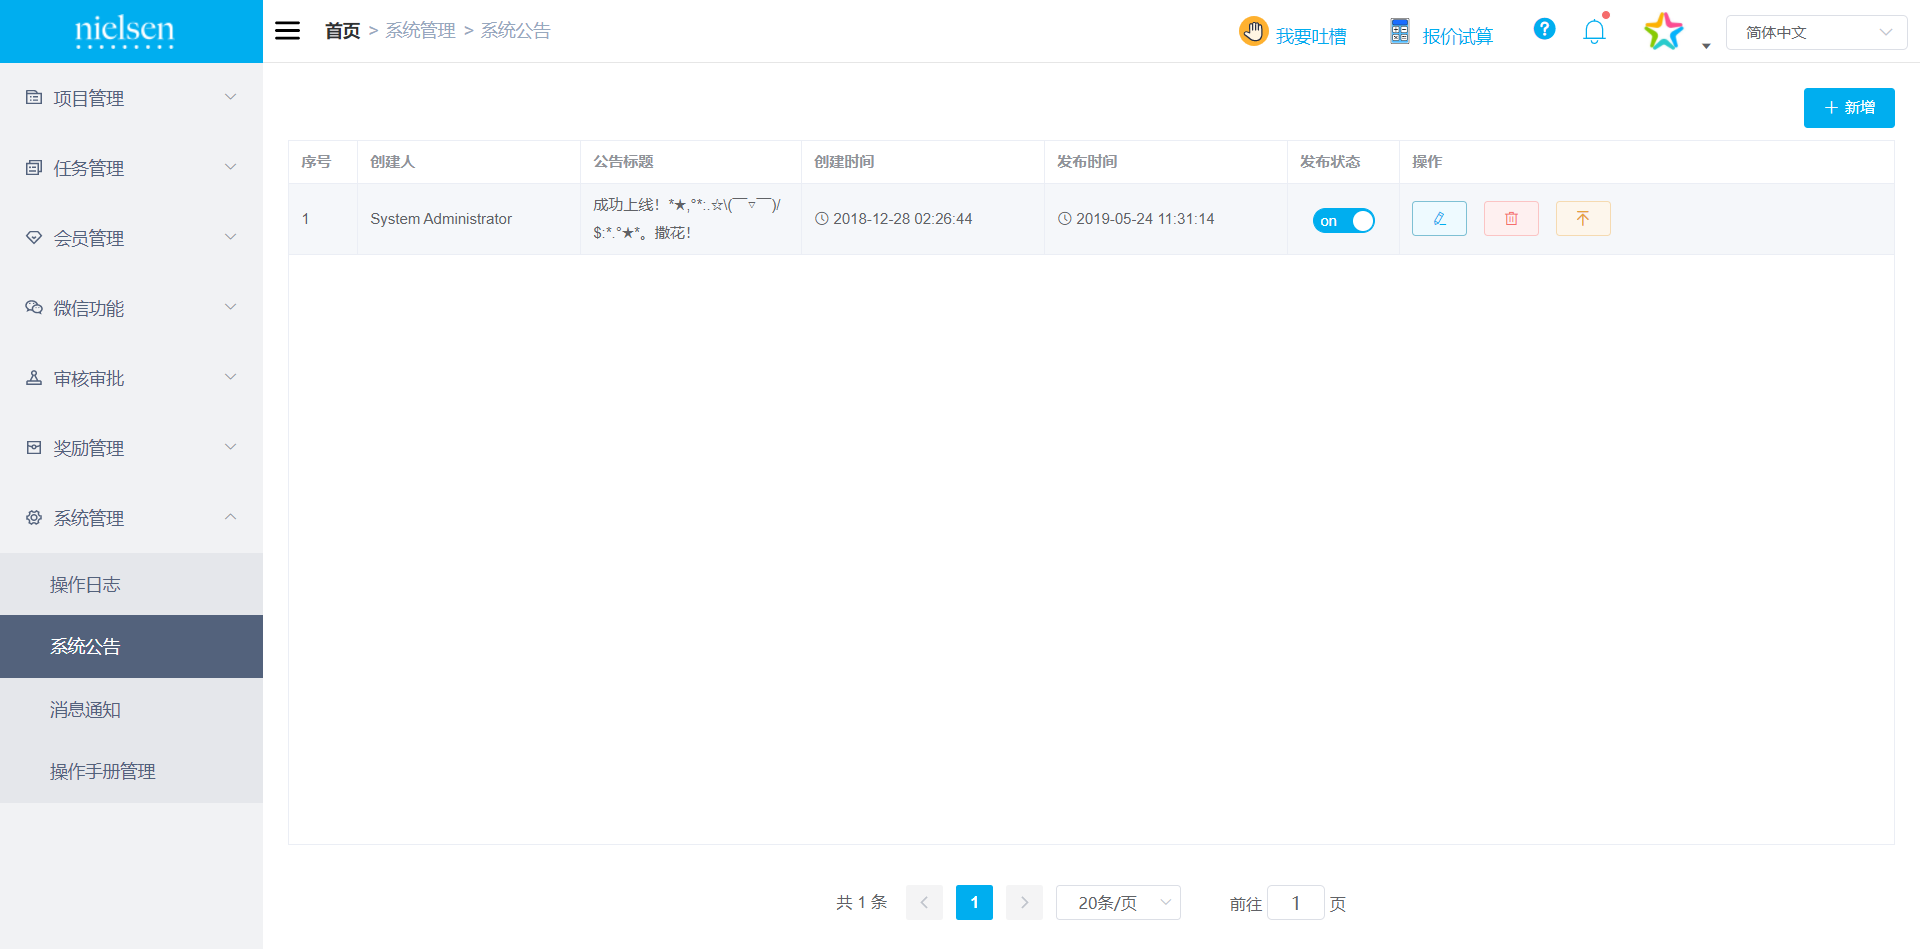 nielsen
首页 > 系统管理 > 系统公告
我要吐槽
报价试算
?
简体中文
项目管理
任务管理
会员管理
微信功能
审核审批
奖励管理
系统管理
操作日志
系统公告
消息通知
操作手册管理
+ 新增
序号 创建人 公告标题 创建时间 发布时间 发布状态 操作
1 System Administrator 成功上线！*★,°*:.☆\(￣▽￣)/ 2018-12-28 02:26:44 2019-05-24 11:31:14 on
$:*.°★*。撒花！
共 1 条 < 1 > 20条/页 前往 1 页